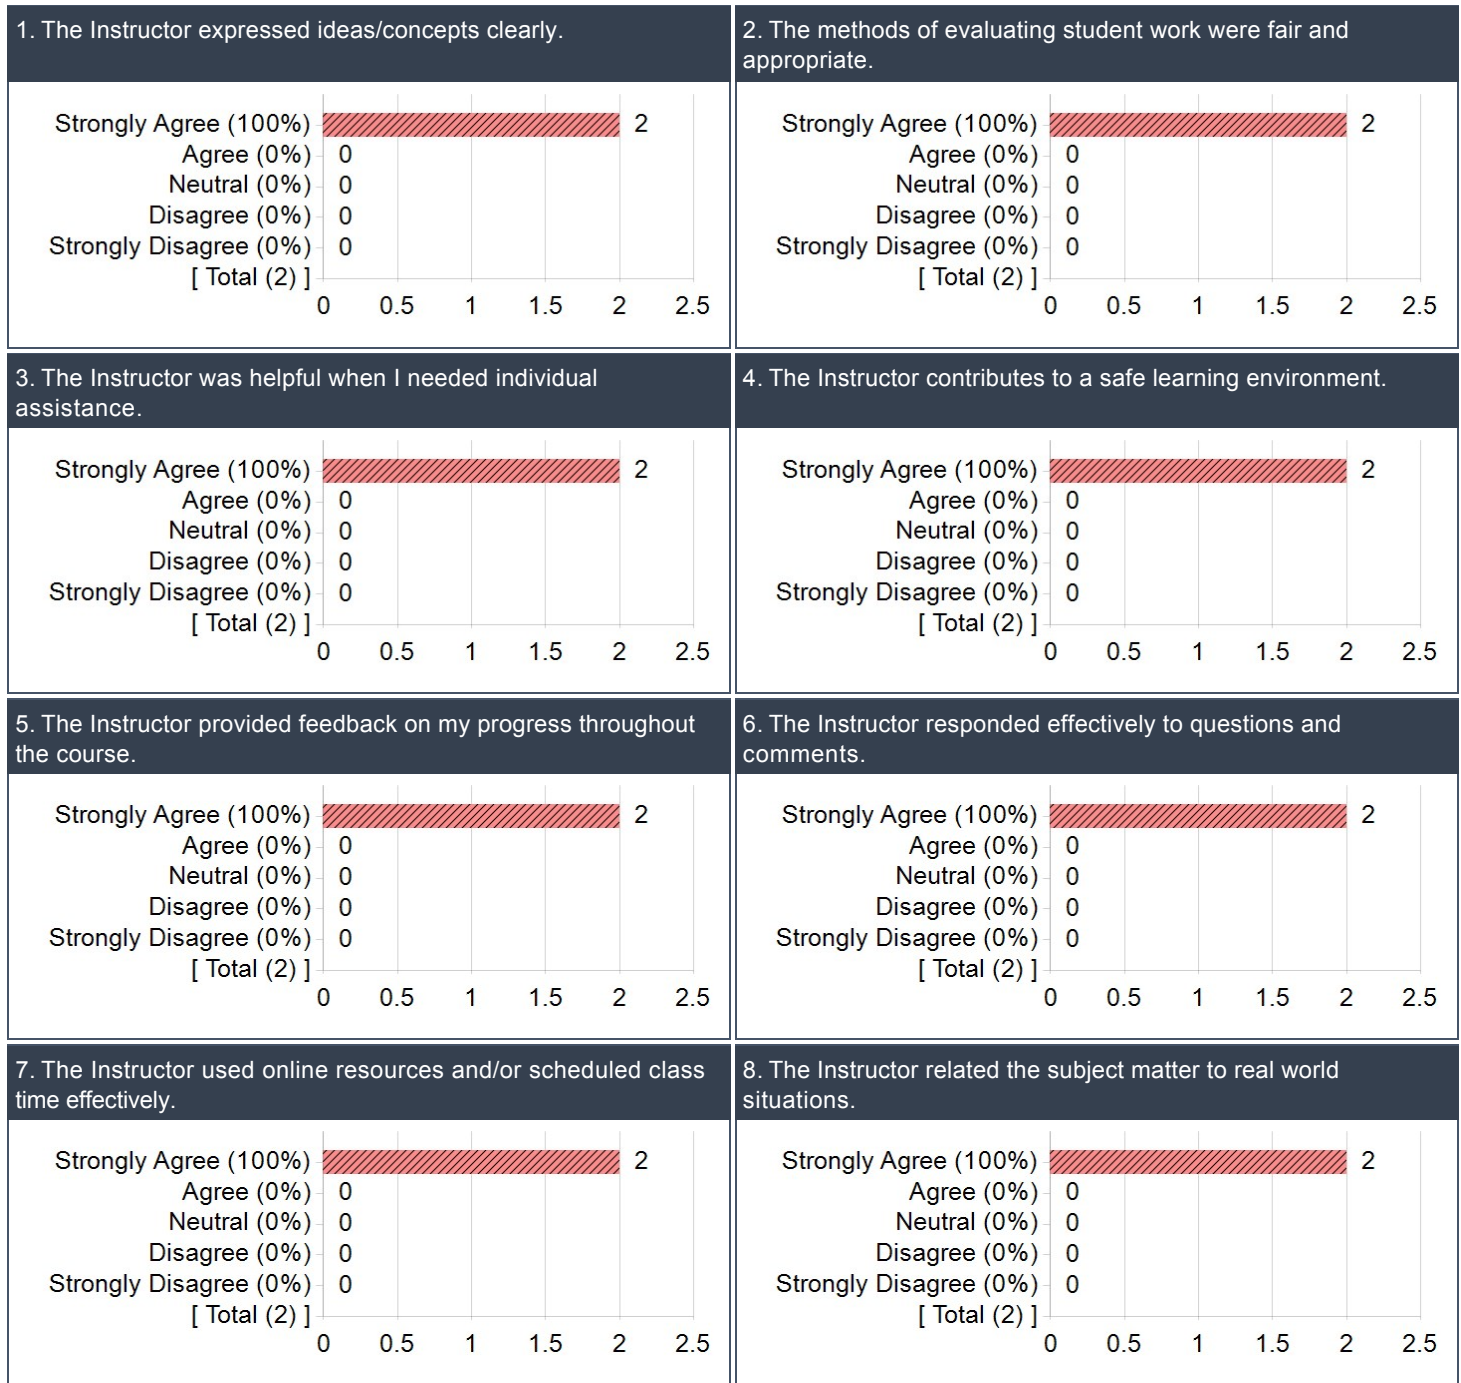 1. The Instructor expressed ideas/concepts clearly.
Strongly Agree (100%) 2
Agree (0%) 0
Neutral (0%) 0
Disagree (0%) 0
Strongly Disagree (0%) 0
[ Total (2) ]
0 0.5 1 1.5 2 2.5
2. The methods of evaluating student work were fair and
appropriate.
Strongly Agree (100%) 2
Agree (0%) 0
Neutral (0%) 0
Disagree (0%) 0
Strongly Disagree (0%) 0
[ Total (2) ]
0 0.5 1 1.5 2 2.5
3. The Instructor was helpful when I needed individual
assistance.
Strongly Agree (100%) 2
Agree (0%) 0
Neutral (0%) 0
Disagree (0%) 0
Strongly Disagree (0%) 0
[ Total (2) ]
0 0.5 1 1.5 2 2.5
4. The Instructor contributes to a safe learning environment.
Strongly Agree (100%) 2
Agree (0%) 0
Neutral (0%) 0
Disagree (0%) 0
Strongly Disagree (0%) 0
[ Total (2) ]
0 0.5 1 1.5 2 2.5
5. The Instructor provided feedback on my progress throughout
the course.
Strongly Agree (100%) 2
Agree (0%) 0
Neutral (0%) 0
Disagree (0%) 0
Strongly Disagree (0%) 0
[ Total (2) ]
0 0.5 1 1.5 2 2.5
6. The Instructor responded effectively to questions and
comments.
Strongly Agree (100%) 2
Agree (0%) 0
Neutral (0%) 0
Disagree (0%) 0
Strongly Disagree (0%) 0
[ Total (2) ]
0 0.5 1 1.5 2 2.5
7. The Instructor used online resources and/or scheduled class
time effectively.
Strongly Agree (100%) 2
Agree (0%) 0
Neutral (0%) 0
Disagree (0%) 0
Strongly Disagree (0%) 0
[ Total (2) ]
0 0.5 1 1.5 2 2.5
8. The Instructor related the subject matter to real world
situations.
Strongly Agree (100%) 2
Agree (0%) 0
Neutral (0%) 0
Disagree (0%) 0
Strongly Disagree (0%) 0
[ Total (2) ]
0 0.5 1 1.5 2 2.5